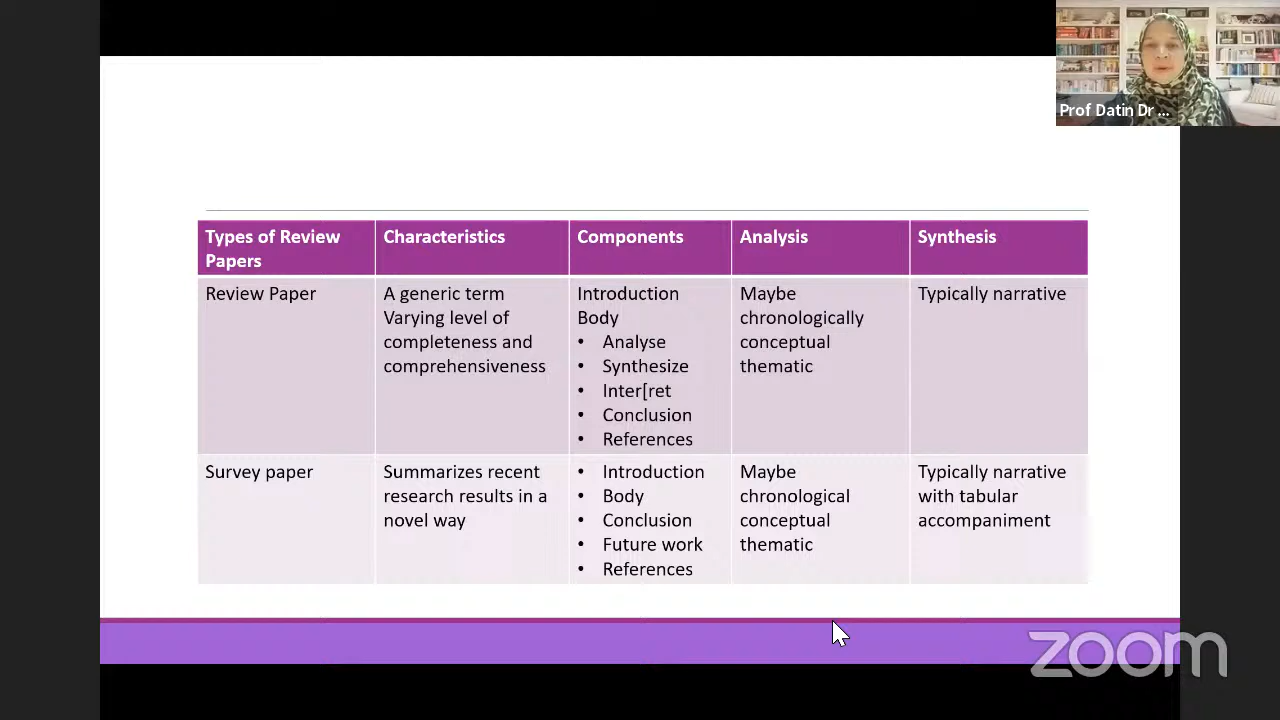 Prof Datin Dr ...
Types of Review
Papers
Characteristics
Components
Analysis
Synthesis
Review Paper
A generic term
Varying level of
completeness and
comprehensiveness
Introduction
Body
• Analyse
• Synthesize
• Inter[ret
• Conclusion
• References
Maybe
chronologically
conceptual
thematic
Typically narrative
Survey paper
Summarizes recent
research results in a
novel way
• Introduction
• Body
• Conclusion
• Future work
• References
Maybe
chronological
conceptual
thematic
Typically narrative
with tabular
accompaniment
zoom